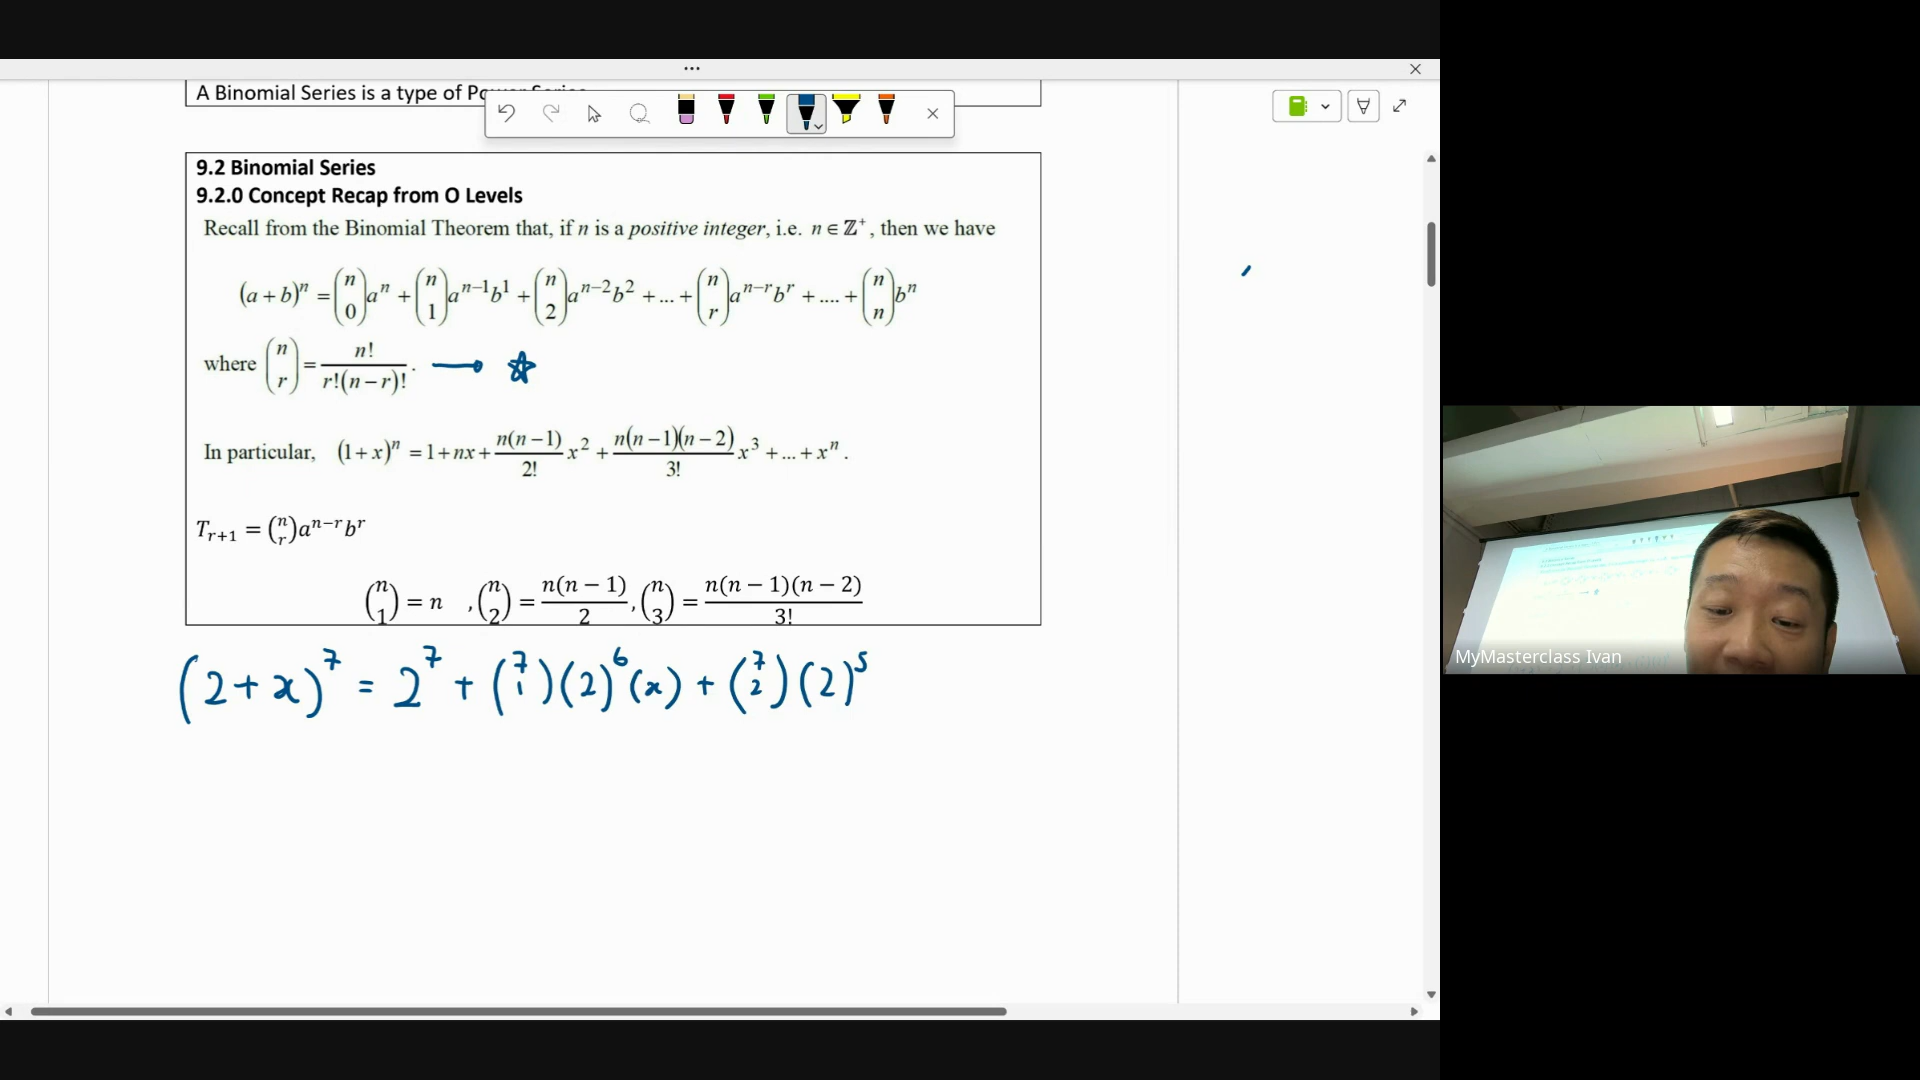 A Binomial Series is a type of Power Series
9.2 Binomial Series
9.2.0 Concept Recap from O Levels
Recall from the Binomial Theorem that, if n is a positive integer, i.e. n ∈ ℤ⁺, then we have
(a + b)ⁿ = (n 0)aⁿ + (n 1)aⁿ⁻¹b¹ + (n 2)aⁿ⁻²b² + ... + (n r)aⁿ⁻ʳbʳ + .... + (n n)bⁿ
where (n r) = n!/(r!(n−r)!) . → ☆
In particular, (1+x)ⁿ = 1 + nx + n(n−1)/2! x² + n(n−1)(n−2)/3! x³ + ... + xⁿ .
Tᵣ₊₁ = (n r)aⁿ⁻ʳbʳ
(n 1) = n , (n 2) = n(n − 1)/2 , (n 3) = n(n − 1)(n − 2)/3!
(2 + x)⁷ = 2⁷ + (7 1)(2)⁶(x) + (7 2)(2)⁵
MyMasterclass Ivan